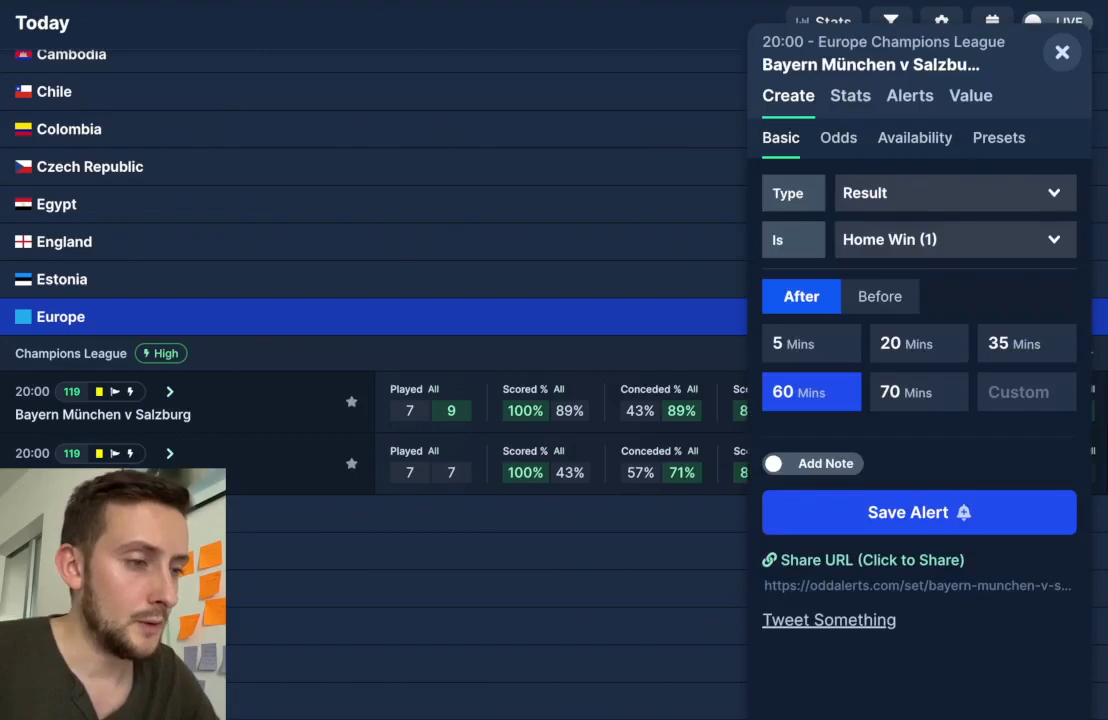 Today
Stats
LIVE
Cambodia
Chile
Colombia
Czech Republic
Egypt
England
Estonia
Europe
Champions League
High
20:00 119
Bayern München v Salzburg
Played All
7 9
Scored % All
100% 89%
Conceded % All
43% 89%
Sc
8
20:00 119
Played All
7 7
Scored % All
100% 43%
Conceded % All
57% 71%
Sc
8
20:00 - Europe Champions League
Bayern München v Salzbu...
Create Stats Alerts Value
Basic Odds Availability Presets
Type Result
Is Home Win (1)
After Before
5 Mins 20 Mins 35 Mins
60 Mins 70 Mins Custom
Add Note
Save Alert
Share URL (Click to Share)
https://oddalerts.com/set/bayern-munchen-v-s...
Tweet Something